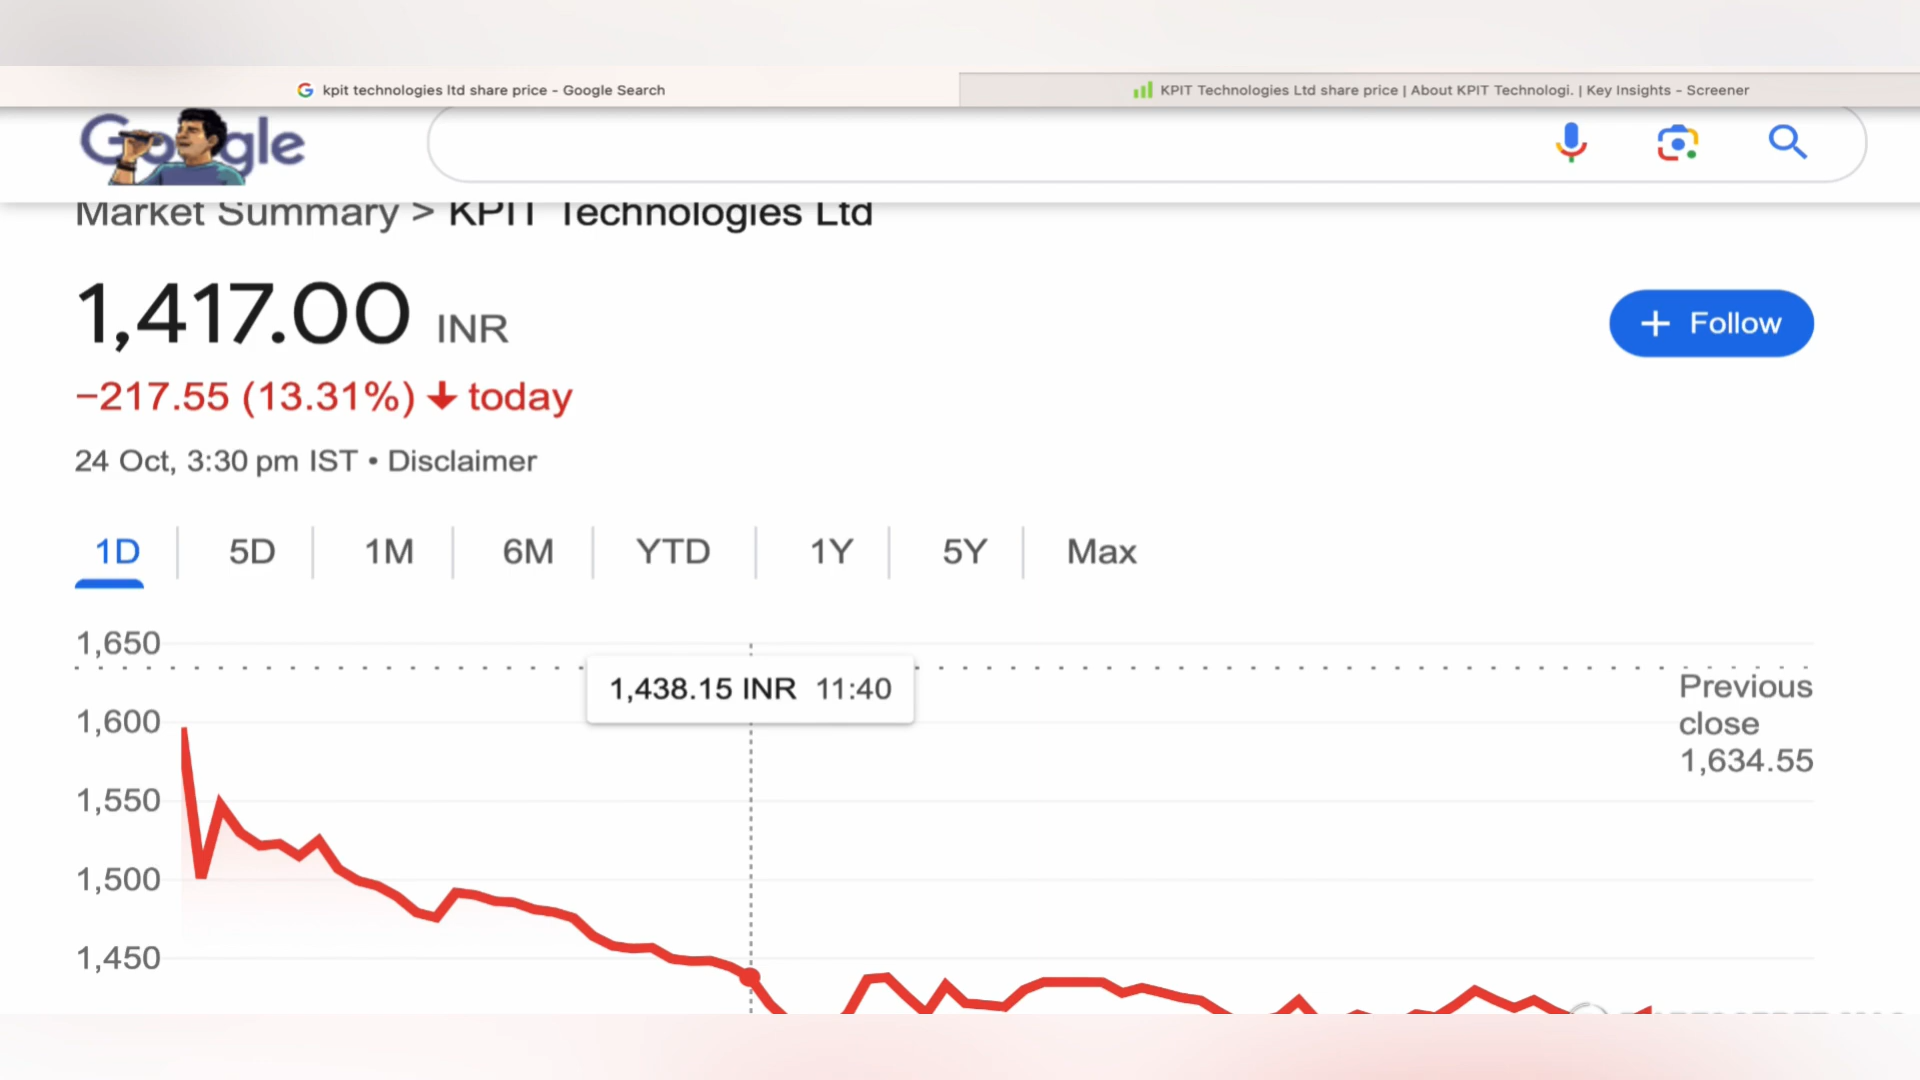 kpit technologies ltd share price - Google Search
KPIT Technologies Ltd share price | About KPIT Technologi. | Key Insights - Screener
Google
Market Summary > KPIT Technologies Ltd
1,417.00 INR
+ Follow
−217.55 (13.31%) ↓ today
24 Oct, 3:30 pm IST • Disclaimer
1D 5D 1M 6M YTD 1Y 5Y Max
1,650
1,438.15 INR 11:40
Previous
close
1,634.55
1,600
1,550
1,500
1,450